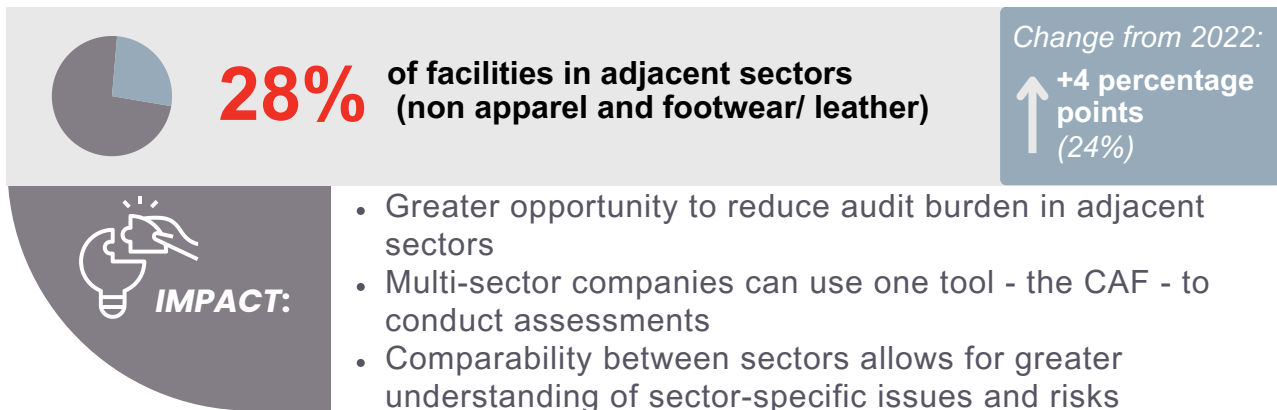 28% of facilities in adjacent sectors
(non apparel and footwear/ leather)
Change from 2022:
+4 percentage
points
(24%)
IMPACT:
• Greater opportunity to reduce audit burden in adjacent
sectors
• Multi-sector companies can use one tool - the CAF - to
conduct assessments
• Comparability between sectors allows for greater
understanding of sector-specific issues and risks